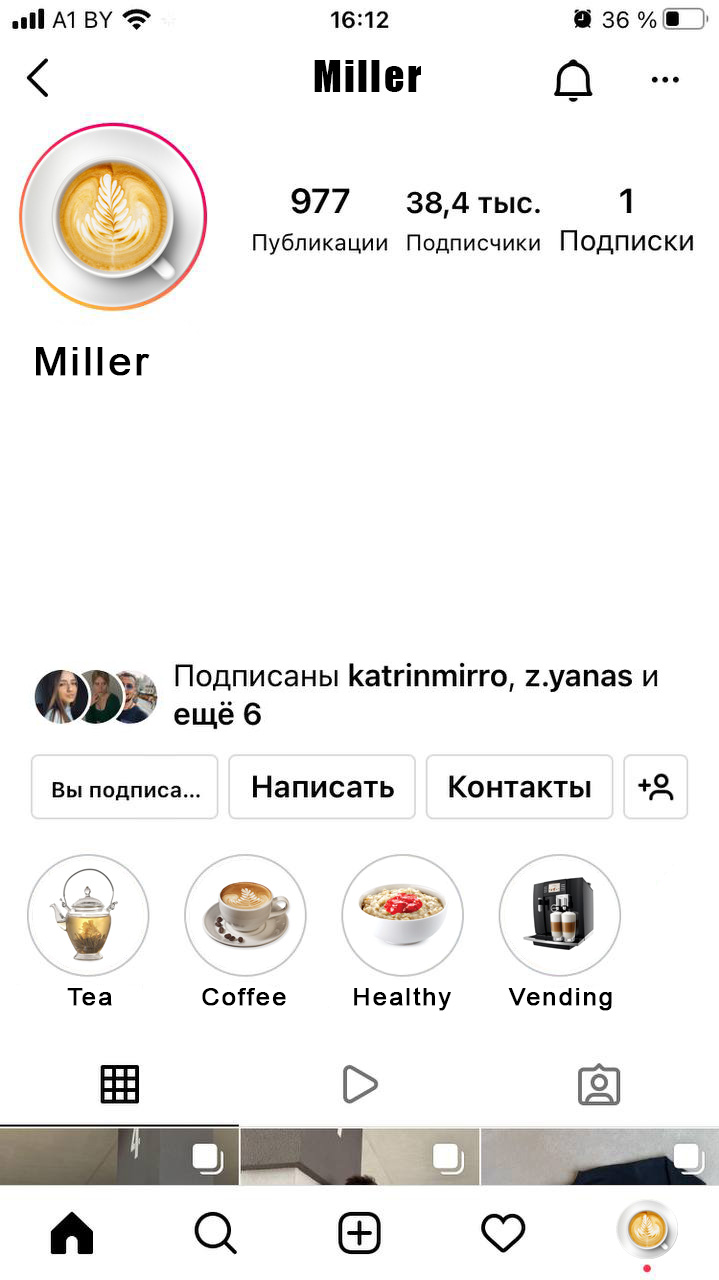 A1 BY 16:12 36 %
Miller
977 38,4 тыс. 1
Публикации Подписчики Подписки
Miller
Подписаны katrinmirro, z.yanas и
ещё 6
Вы подписа... Написать Контакты
Tea Coffee Healthy Vending